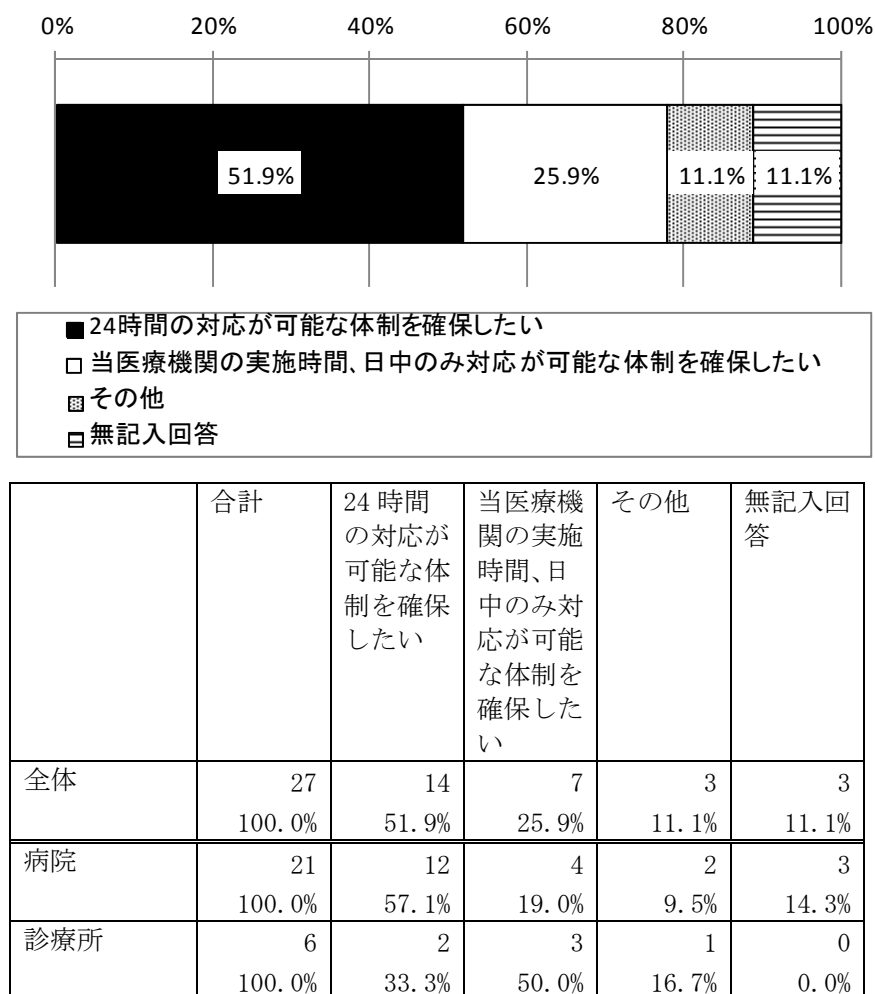 0% 20% 40% 60% 80% 100%
51.9% 25.9% 11.1% 11.1%
24時間の対応が可能な体制を確保したい
当医療機関の実施時間、日中のみ対応が可能な体制を確保したい
その他
無記入回答
合計 24時間 当医療機 その他 無記入回
の対応が 関の実施 答
可能な体 時間、日
制を確保 中のみ対
したい 応が可能
な体制を
確保した
い
全体 27 14 7 3 3
100.0% 51.9% 25.9% 11.1% 11.1%
病院 21 12 4 2 3
100.0% 57.1% 19.0% 9.5% 14.3%
診療所 6 2 3 1 0
100.0% 33.3% 50.0% 16.7% 0.0%